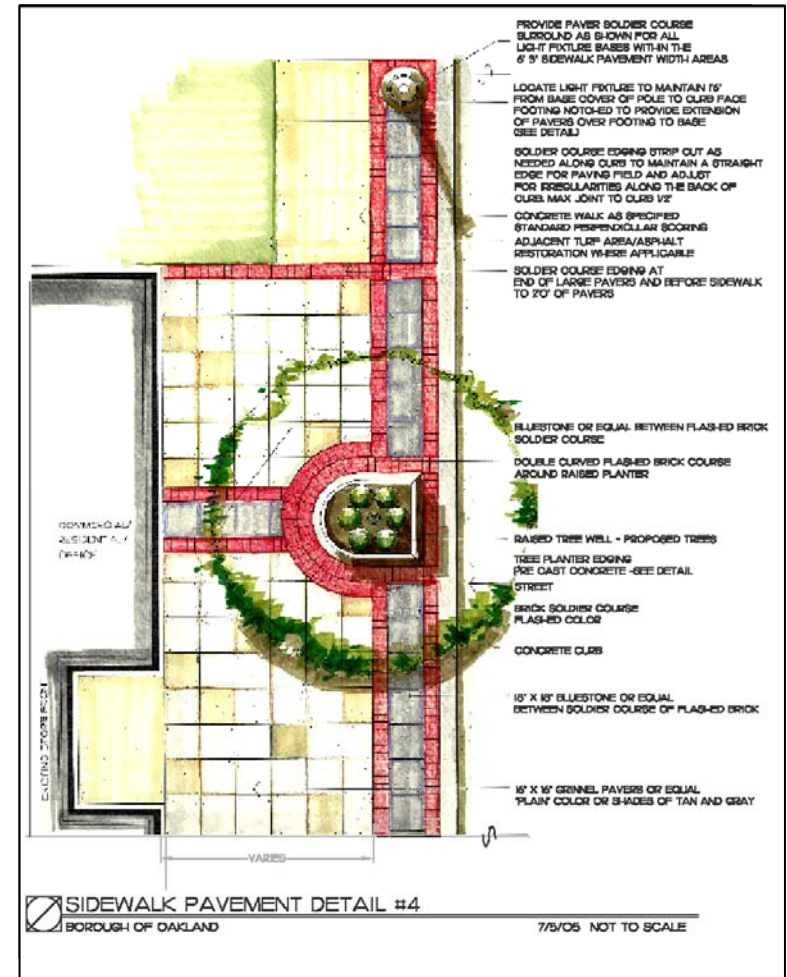 PROVIDE PAVER SOLDIER COURSE
SURROUND AS SHOWN FOR ALL
LIGHT FIXTURE BASES WITHIN THE
6' 3" SIDEWALK PAVEMENT WIDTH AREAS
LOCATE LIGHT FIXTURE TO MAINTAIN 1'6"
FROM BASE COVER OF POLE TO CURB FACE
FOOTING NOTCHED TO PROVIDE EXTENSION
OF PAVERS OVER FOOTING TO BASE
(SEE DETAIL)
SOLDIER COURSE EDGING STRIP CUT AS
NEEDED ALONG CURB TO MAINTAIN A STRAIGHT
EDGE FOR PAVING FIELD AND ADJUST
FOR IRREGULARITIES ALONG THE BACK OF
CURB. MAX JOINT TO CURB 1/2"
CONCRETE WALK AS SPECIFIED
STANDARD PERPENDICULAR SCORING
ADJACENT TURF AREA/ASPHALT
RESTORATION WHERE APPLICABLE
SOLDIER COURSE EDGING AT
END OF LARGE PAVERS AND BEFORE SIDEWALK
TO 2'0" OF PAVERS
BLUESTONE OR EQUAL BETWEEN FLASHED BRICK
SOLDIER COURSE
DOUBLE CURVED FLASHED BRICK COURSE
AROUND RAISED PLANTER
COMMERCIAL/
RESIDENTIAL/
OFFICE
RAISED TREE WELL - PROPOSED TREES
TREE PLANTER EDGING
PRE CAST CONCRETE -SEE DETAIL
STREET
BRICK SOLDIER COURSE
FLASHED COLOR
CONCRETE CURB
EXISTING STORE FRONT
18" X 18" BLUESTONE OR EQUAL
BETWEEN SOLDIER COURSE OF FLASHED BRICK
16" X 16" GRINNEL PAVERS OR EQUAL
"PLAIN" COLOR OR SHADES OF TAN AND GRAY
VARIES
SIDEWALK PAVEMENT DETAIL #4
BOROUGH OF OAKLAND
7/5/05 NOT TO SCALE